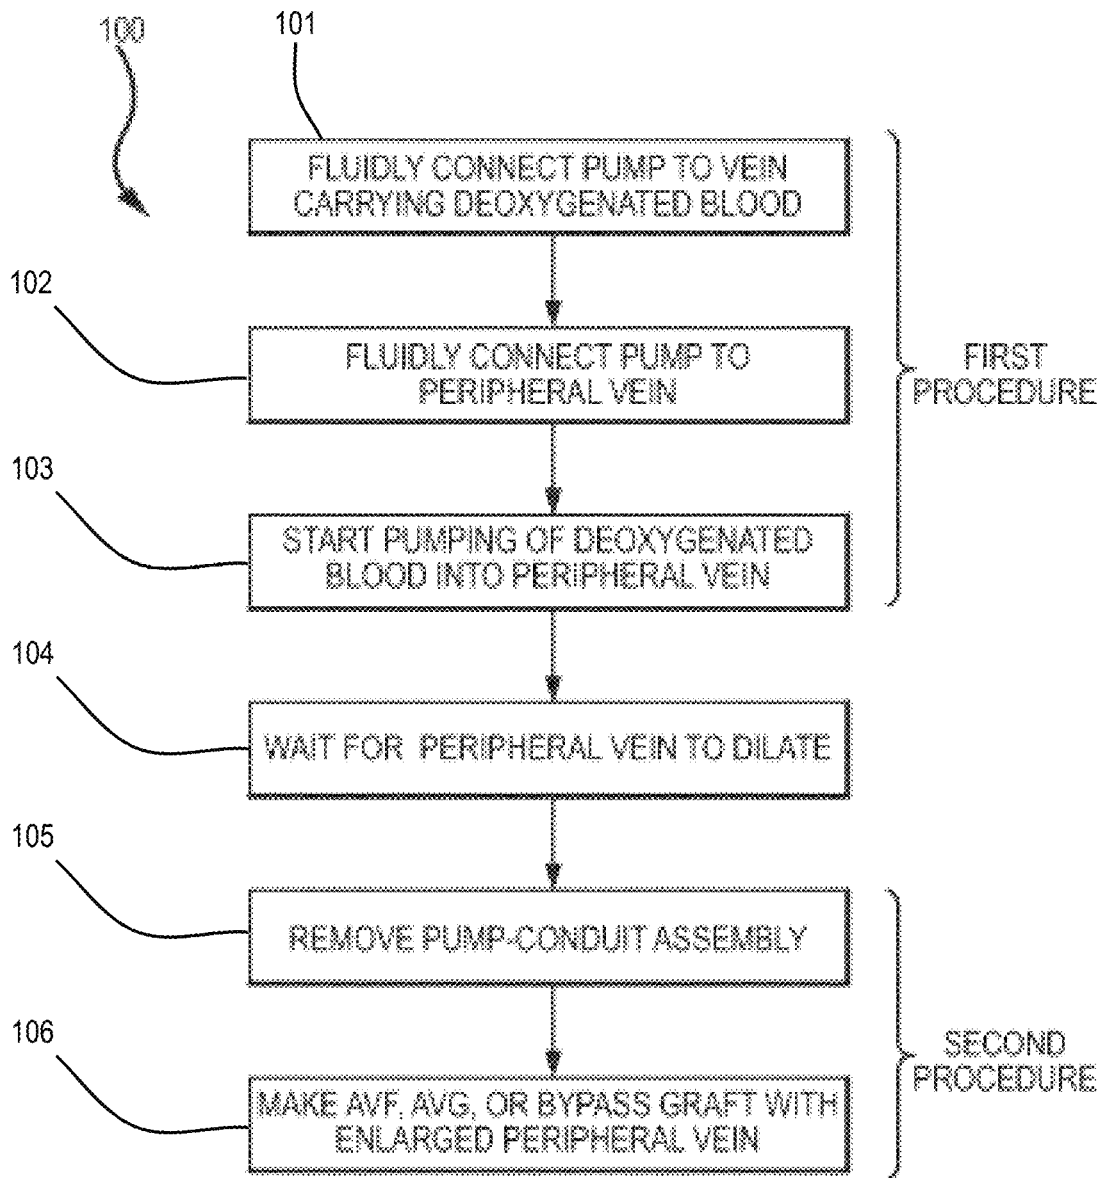 100
101
FLUIDLY CONNECT PUMP TO VEIN
CARRYING DEOXYGENATED BLOOD
102
FLUIDLY CONNECT PUMP TO
PERIPHERAL VEIN
FIRST
PROCEDURE
103
START PUMPING OF DEOXYGENATED
BLOOD INTO PERIPHERAL VEIN
104
WAIT FOR PERIPHERAL VEIN TO DILATE
105
REMOVE PUMP-CONDUIT ASSEMBLY
106
SECOND
PROCEDURE
MAKE AVF, AVG, OR BYPASS GRAFT WITH
ENLARGED PERIPHERAL VEIN